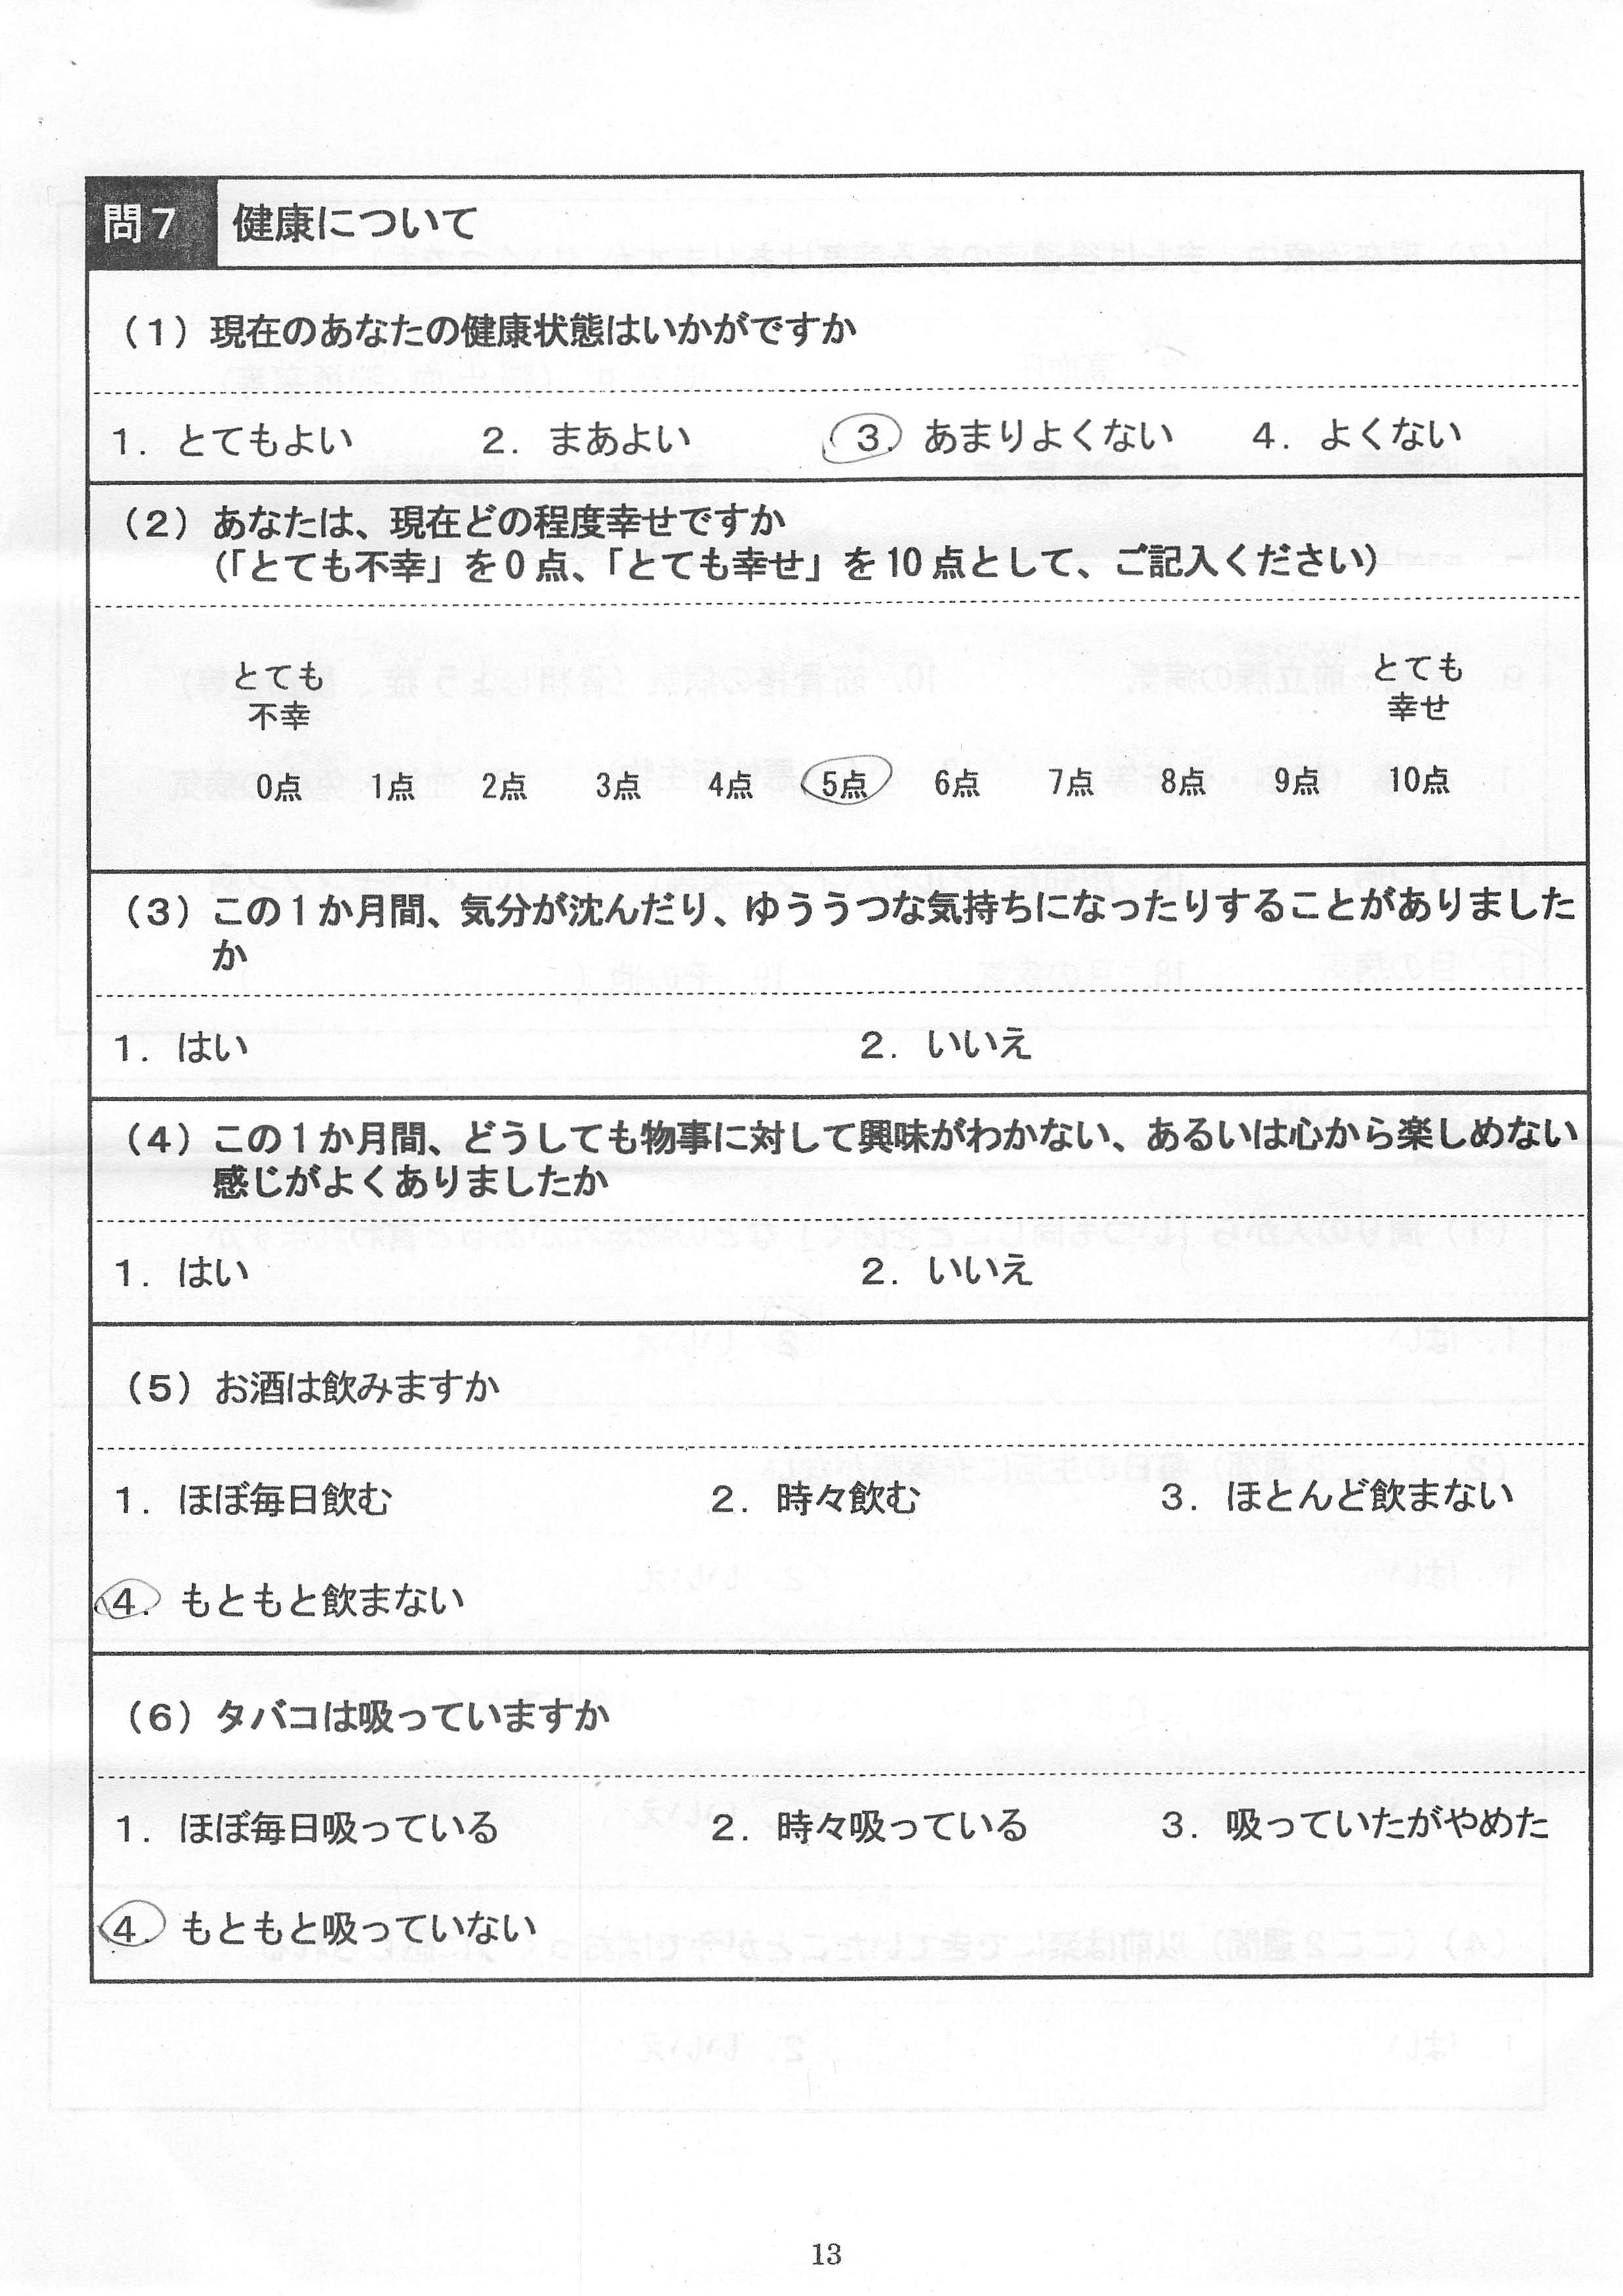 問７ 健康について
（１）現在のあなたの健康状態はいかがですか
１．とてもよい ２．まあよい ３．あまりよくない ４．よくない
（２）あなたは、現在どの程度幸せですか
（「とても不幸」を０点、「とても幸せ」を10点として、ご記入ください）
とても とても
不幸 幸せ
0点 1点 2点 3点 4点 5点 6点 7点 8点 9点 10点
（３）この１か月間、気分が沈んだり、ゆううつな気持ちになったりすることがありました
か
１．はい ２．いいえ
（４）この１か月間、どうしても物事に対して興味がわかない、あるいは心から楽しめない
感じがよくありましたか
１．はい ２．いいえ
（５）お酒は飲みますか
１．ほぼ毎日飲む ２．時々飲む ３．ほとんど飲まない
４．もともと飲まない
（６）タバコは吸っていますか
１．ほぼ毎日吸っている ２．時々吸っている ３．吸っていたがやめた
４．もともと吸っていない
13